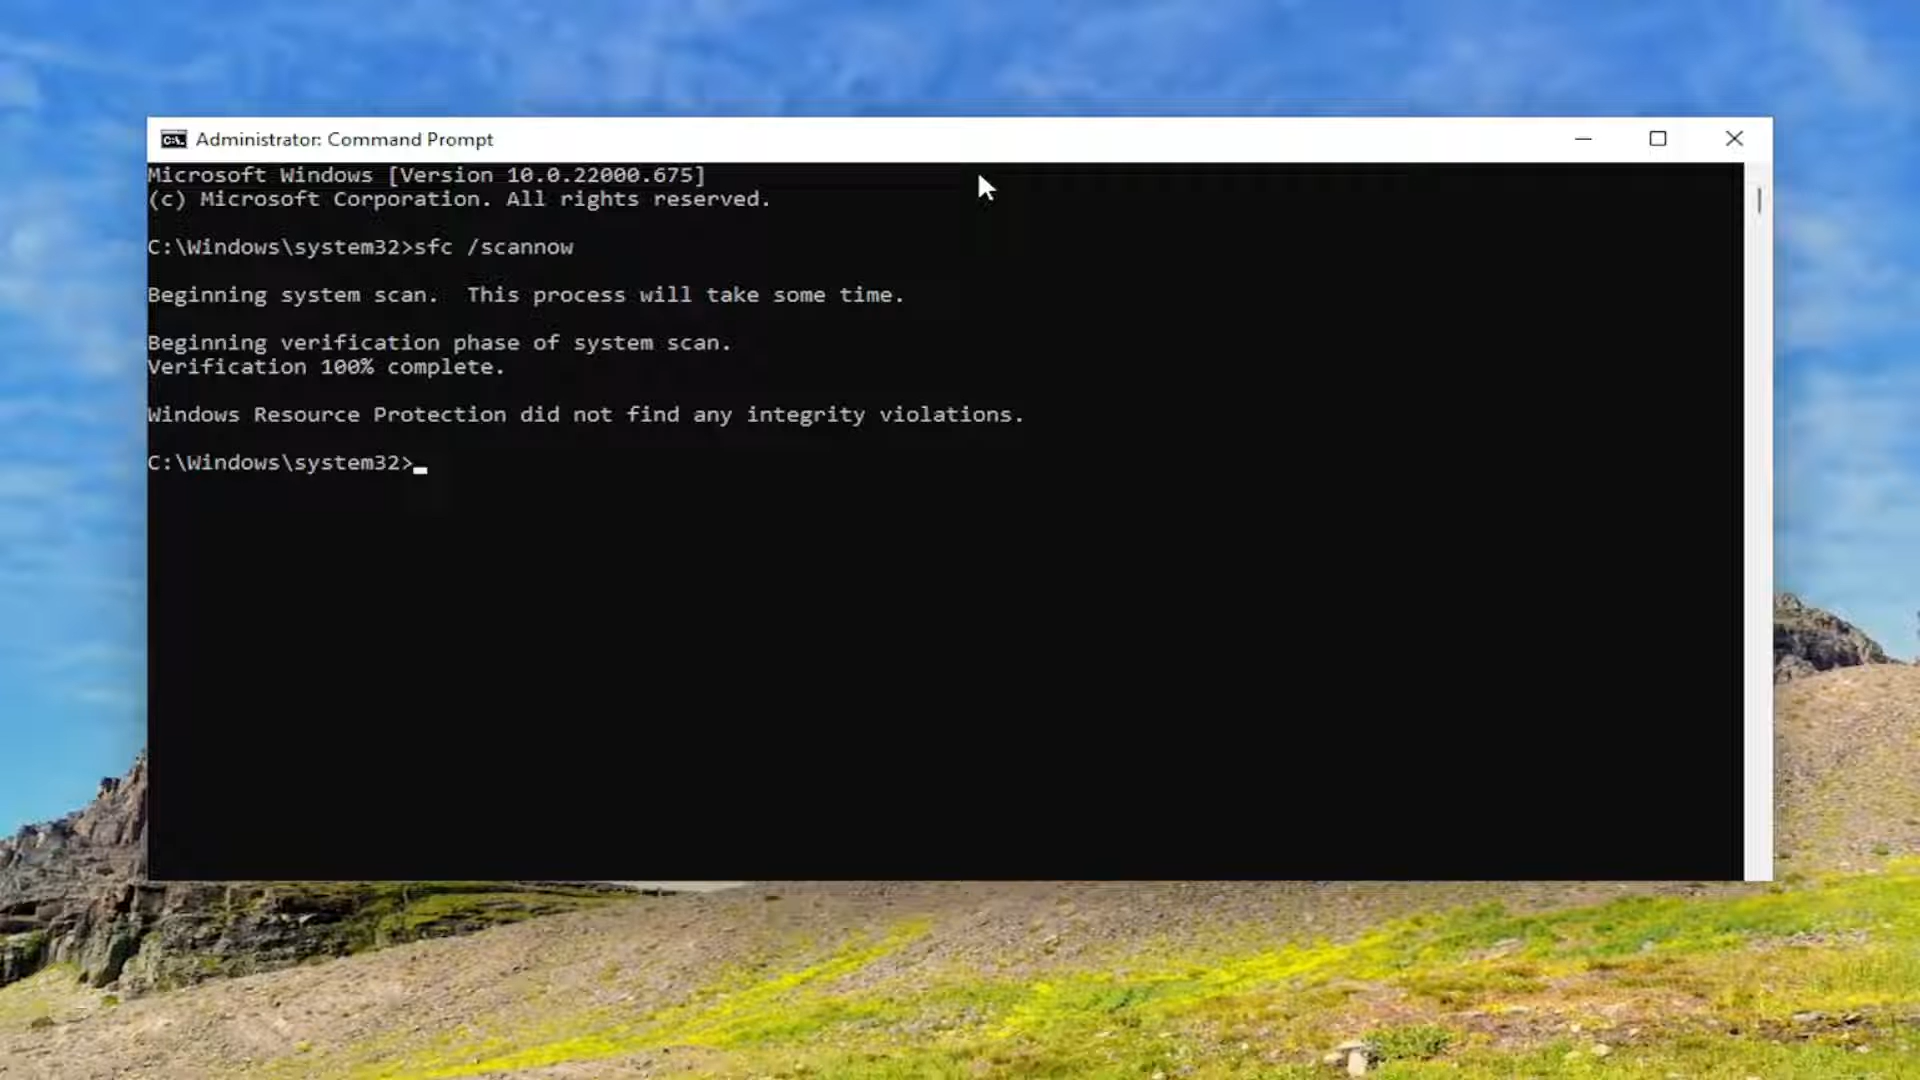 Administrator: Command Prompt
Microsoft Windows [Version 10.0.22000.675]
(c) Microsoft Corporation. All rights reserved.
C:\Windows\system32>sfc /scannow
Beginning system scan.  This process will take some time.
Beginning verification phase of system scan.
Verification 100% complete.
Windows Resource Protection did not find any integrity violations.
C:\Windows\system32>